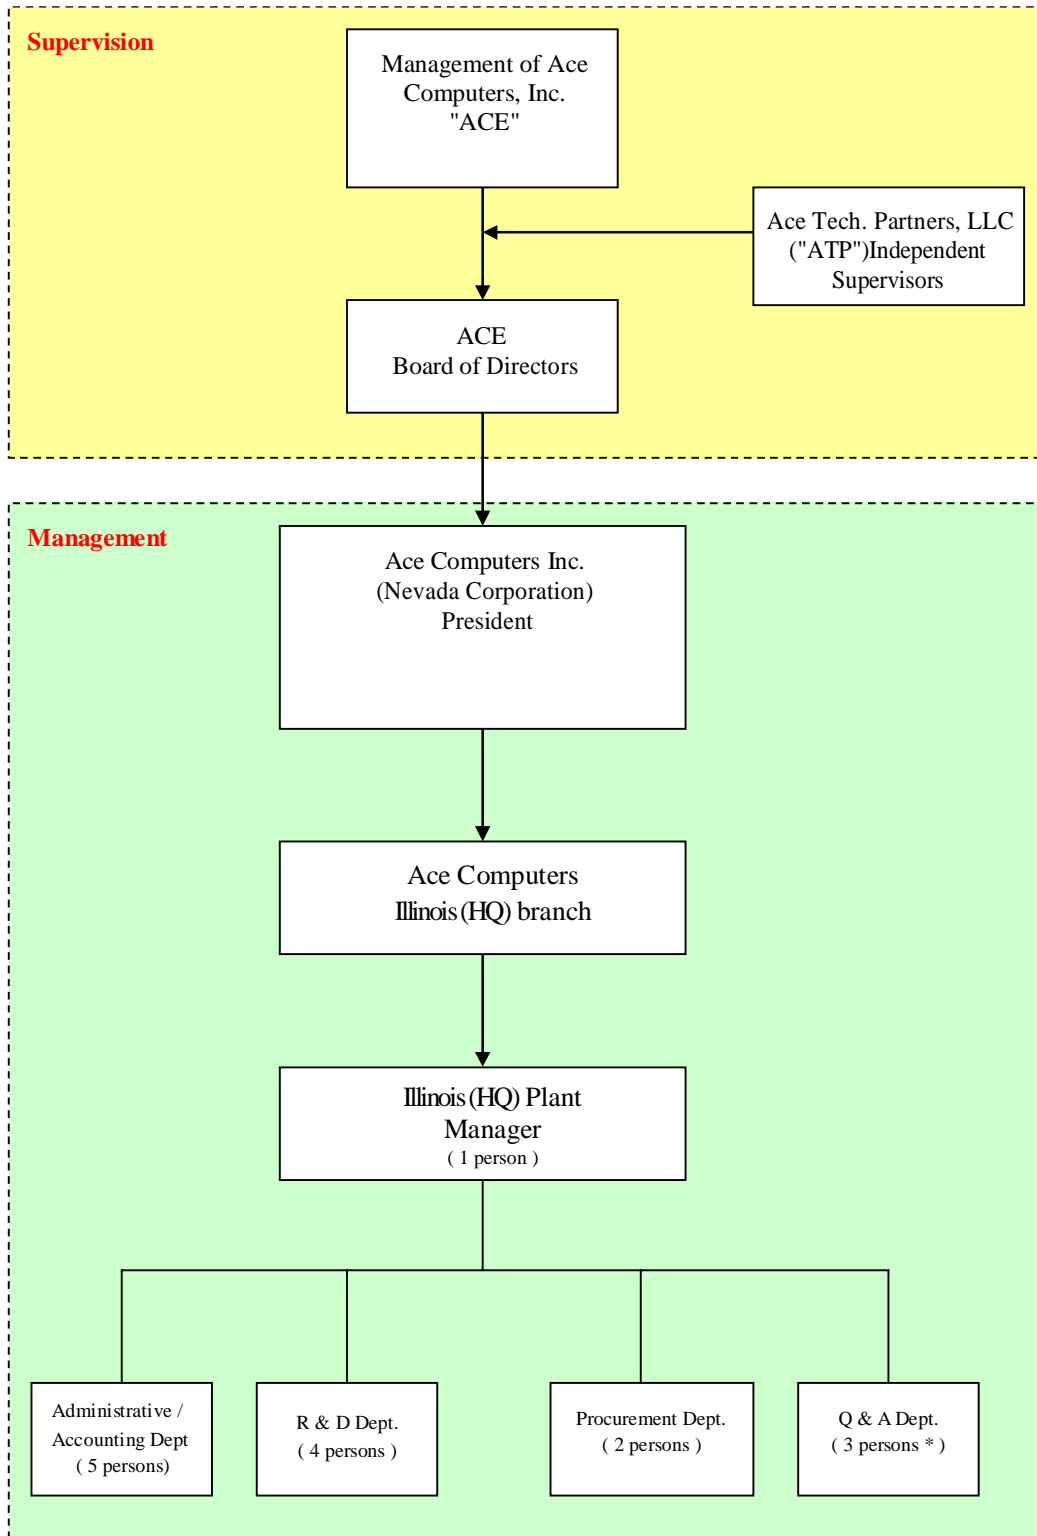 Supervision
Management of Ace
Computers, Inc.
"ACE"
Ace Tech. Partners, LLC
("ATP")Independent
Supervisors
ACE
Board of Directors
Management
Ace Computers Inc.
(Nevada Corporation)
President
Ace Computers
Illinois (HQ) branch
Illinois (HQ) Plant
Manager
( 1 person )
Administrative /
Accounting Dept
( 5 persons)
R & D Dept.
( 4 persons )
Procurement Dept.
( 2 persons )
Q & A Dept.
( 3 persons * )